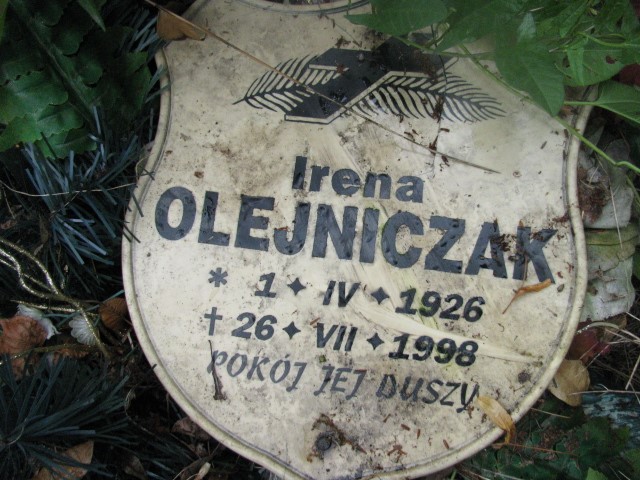 Irena
OLEJNICZAK
* 1 ✦ IV ✦ 1926
† 26 ✦ VII ✦ 1998
POKÓJ JEJ DUSZY